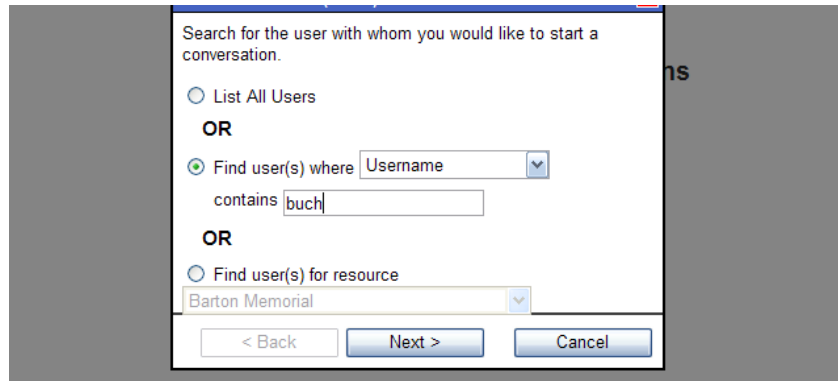 Search for the user with whom you would like to start a
conversation.
ns
List All Users
OR
Find user(s) where Username
contains buch
OR
Find user(s) for resource
Barton Memorial
< Back Next > Cancel